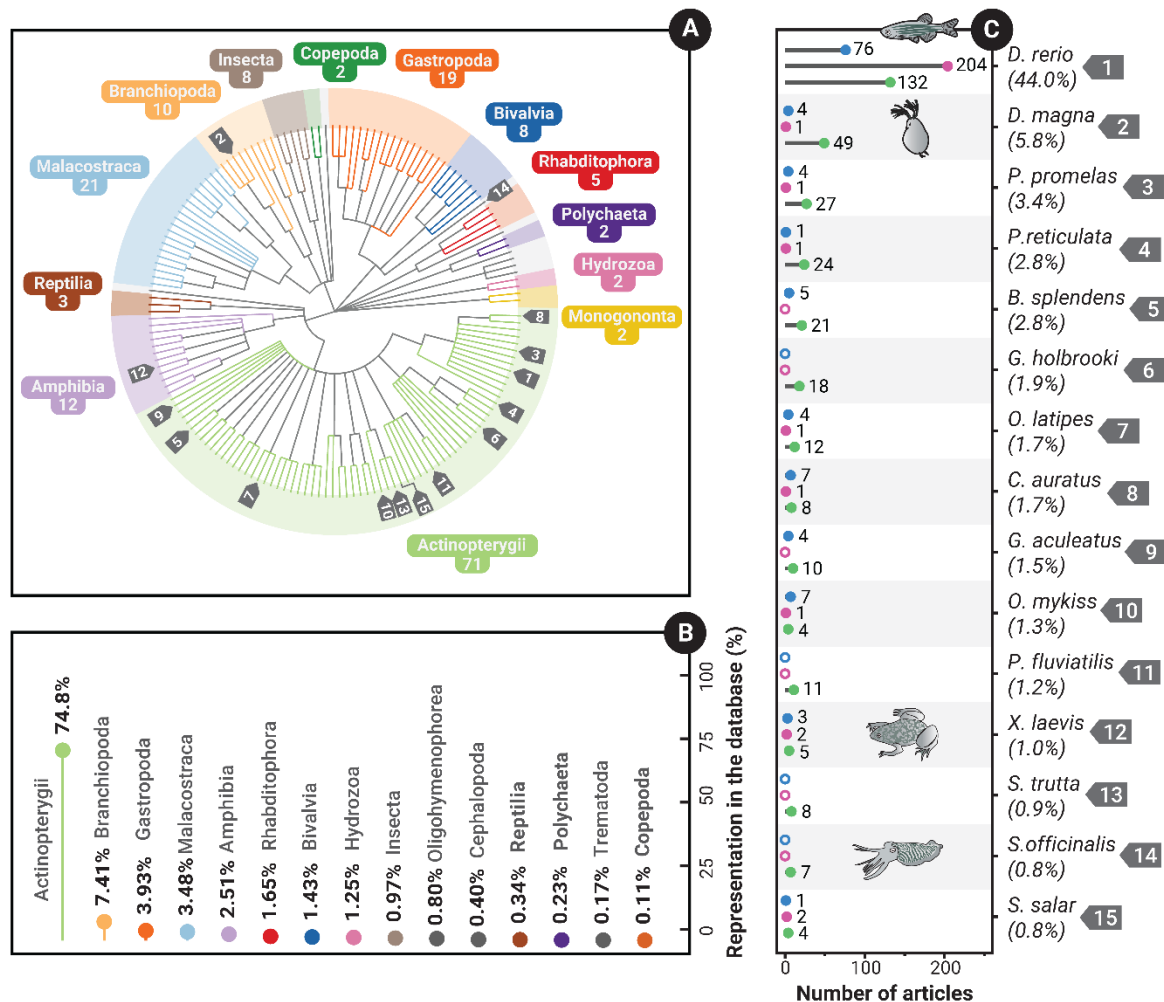 A
Insecta
8
Copepoda
2
Gastropoda
19
Branchiopoda
10
Bivalvia
8
Malacostraca
21
Rhabditophora
5
Polychaeta
2
Hydrozoa
2
Reptilia
3
Monogononta
2
Amphibia
12
Actinopterygii
71
2
14
8
3
1
4
6
11
15
13
10
7
5
9
12
B
Actinopterygii
74.8%
7.41% Branchiopoda
3.93% Gastropoda
3.48% Malacostraca
2.51% Amphibia
1.65% Rhabditophora
1.43% Bivalvia
1.25% Hydrozoa
0.97% Insecta
0.80% Oligohymenophorea
0.40% Cephalopoda
0.34% Reptilia
0.23% Polychaeta
0.17% Trematoda
0.11% Copepoda
0
25
50
75
100
Representation in the database (%)
C
76
204
132
D. rerio
(44.0%)
1
4
1
49
D. magna
(5.8%)
2
4
1
27
P. promelas
(3.4%)
3
1
1
24
P.reticulata
(2.8%)
4
5
21
B. splendens
(2.8%)
5
18
G. holbrooki
(1.9%)
6
4
1
12
O. latipes
(1.7%)
7
7
1
8
C. auratus
(1.7%)
8
4
10
G. aculeatus
(1.5%)
9
7
1
4
O. mykiss
(1.3%)
10
11
P. fluviatilis
(1.2%)
11
3
2
5
X. laevis
(1.0%)
12
8
S. trutta
(0.9%)
13
7
S.officinalis
(0.8%)
14
1
2
4
S. salar
(0.8%)
15
0
100
200
Number of articles